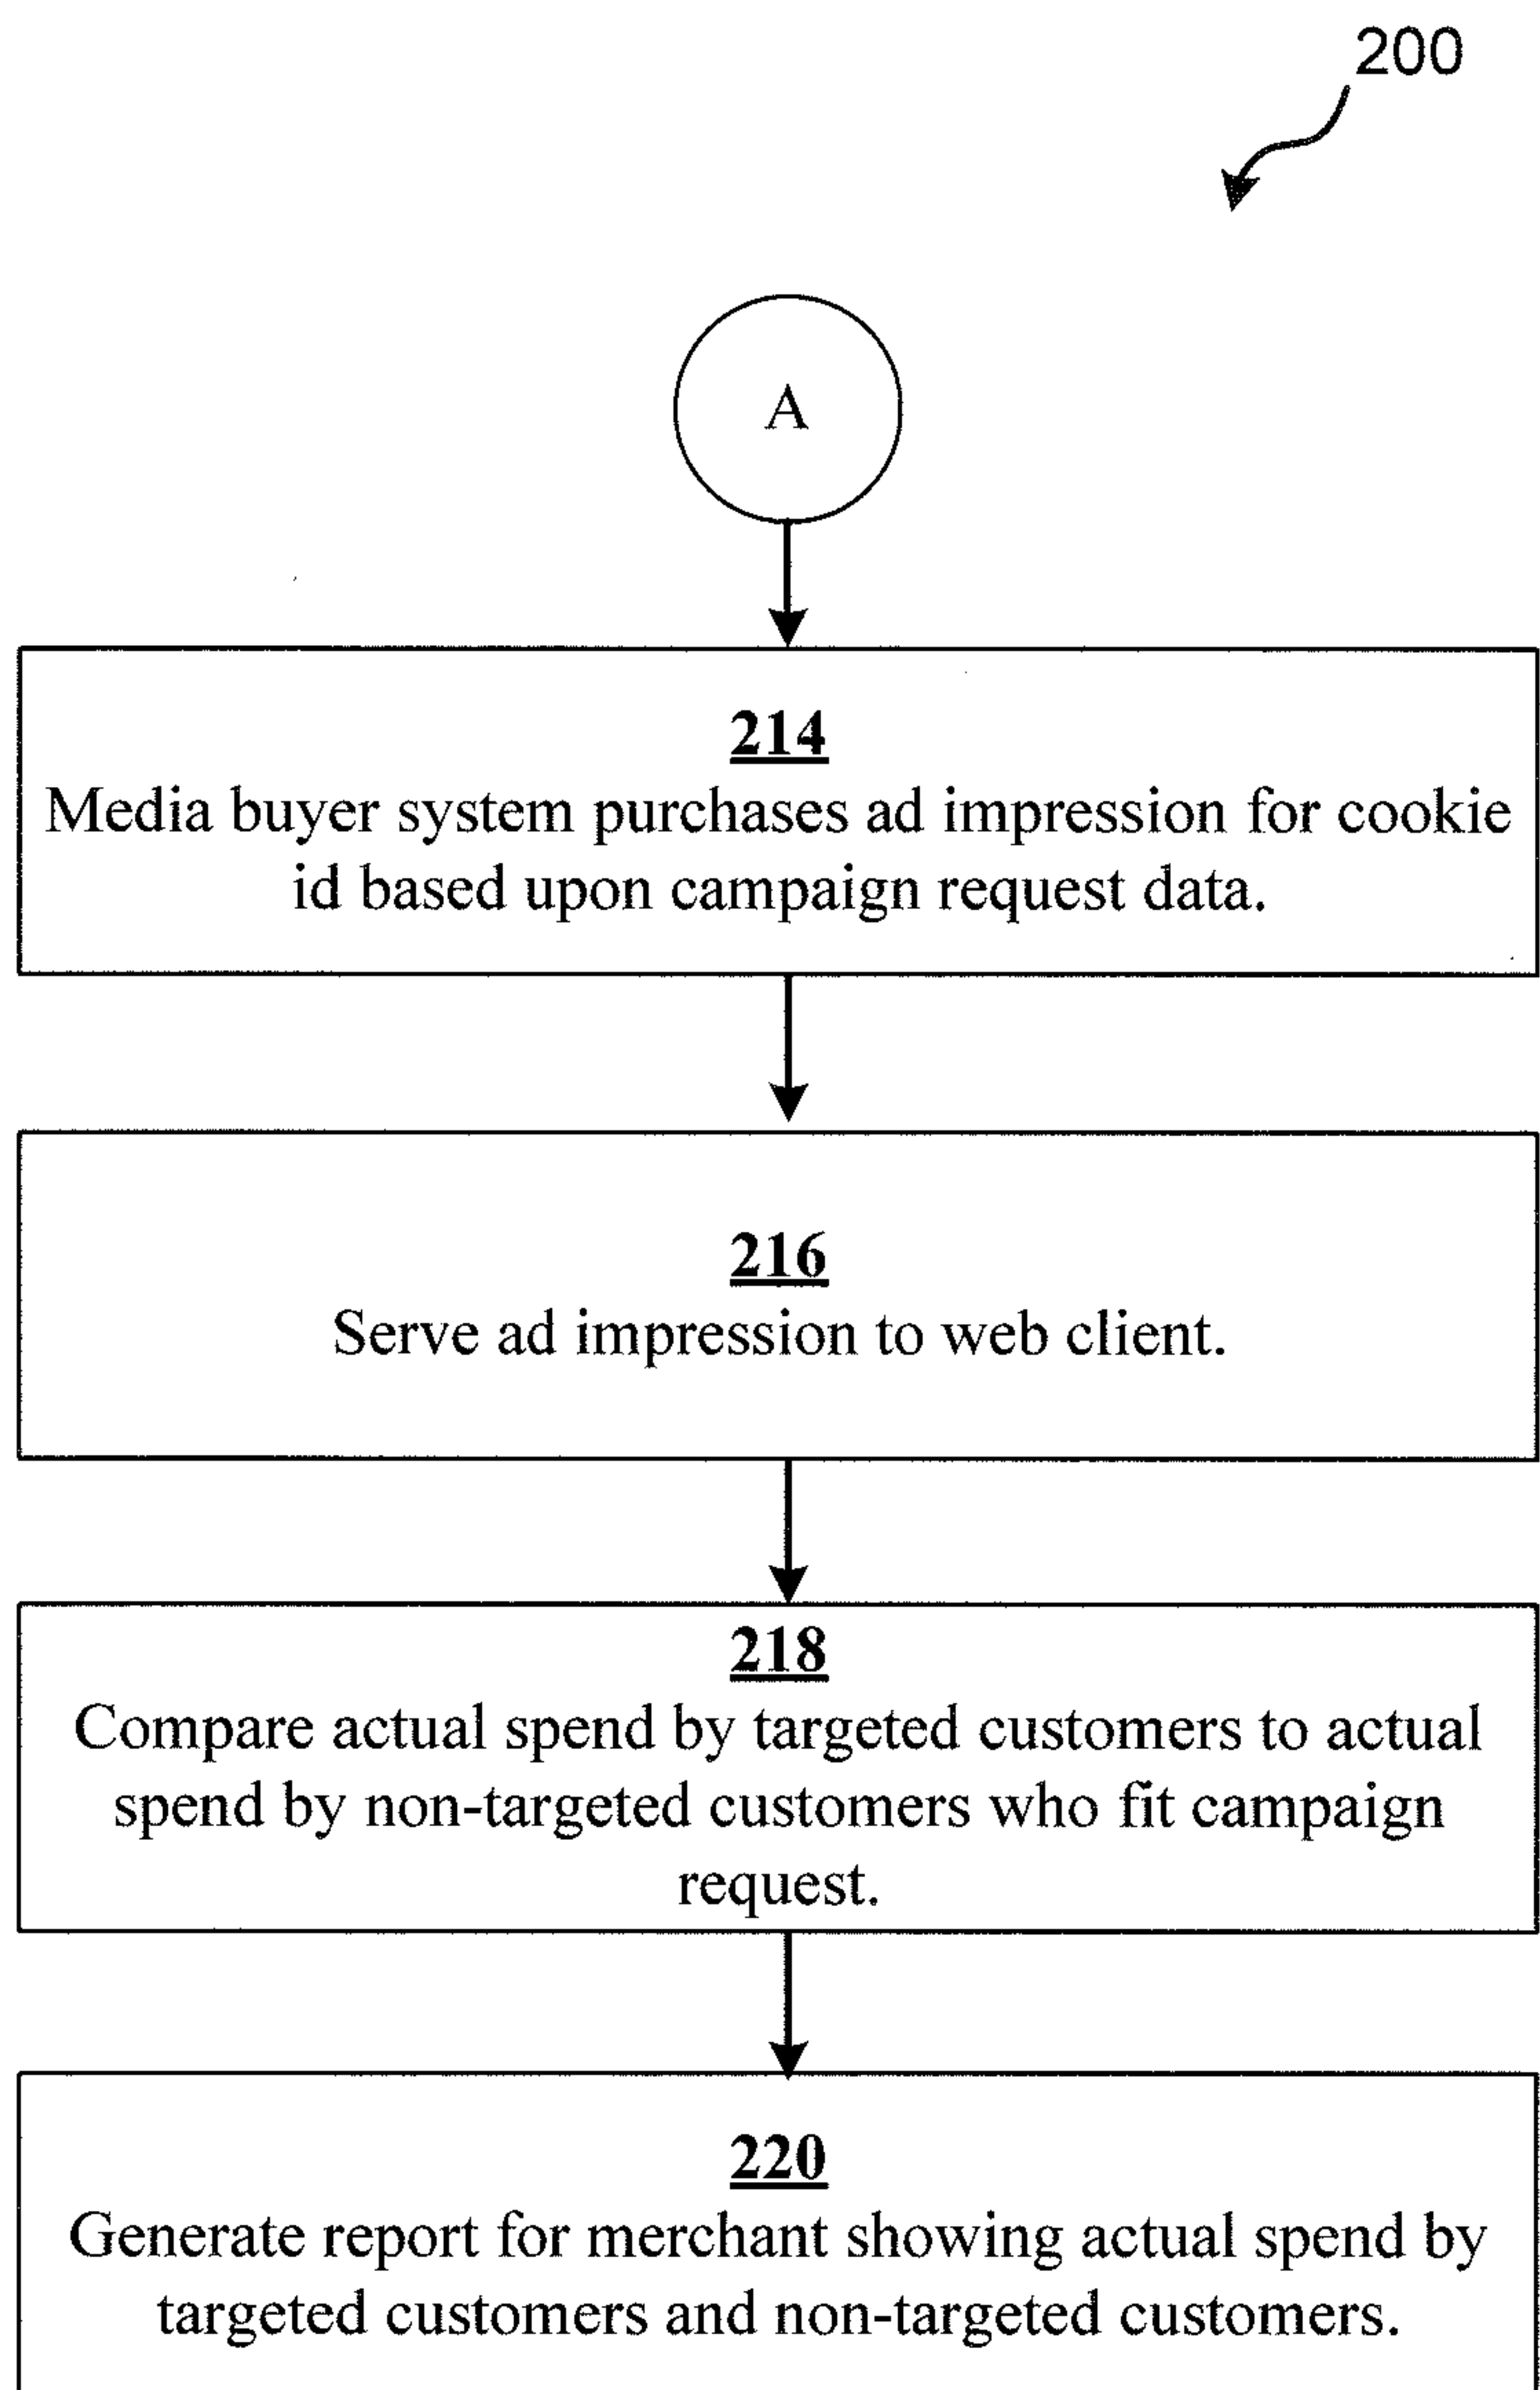 200
A
214
Media buyer system purchases ad impression for cookie
id based upon campaign request data.
216
Serve ad impression to web client.
218
Compare actual spend by targeted customers to actual
spend by non-targeted customers who fit campaign
request.
220
Generate report for merchant showing actual spend by
targeted customers and non-targeted customers.